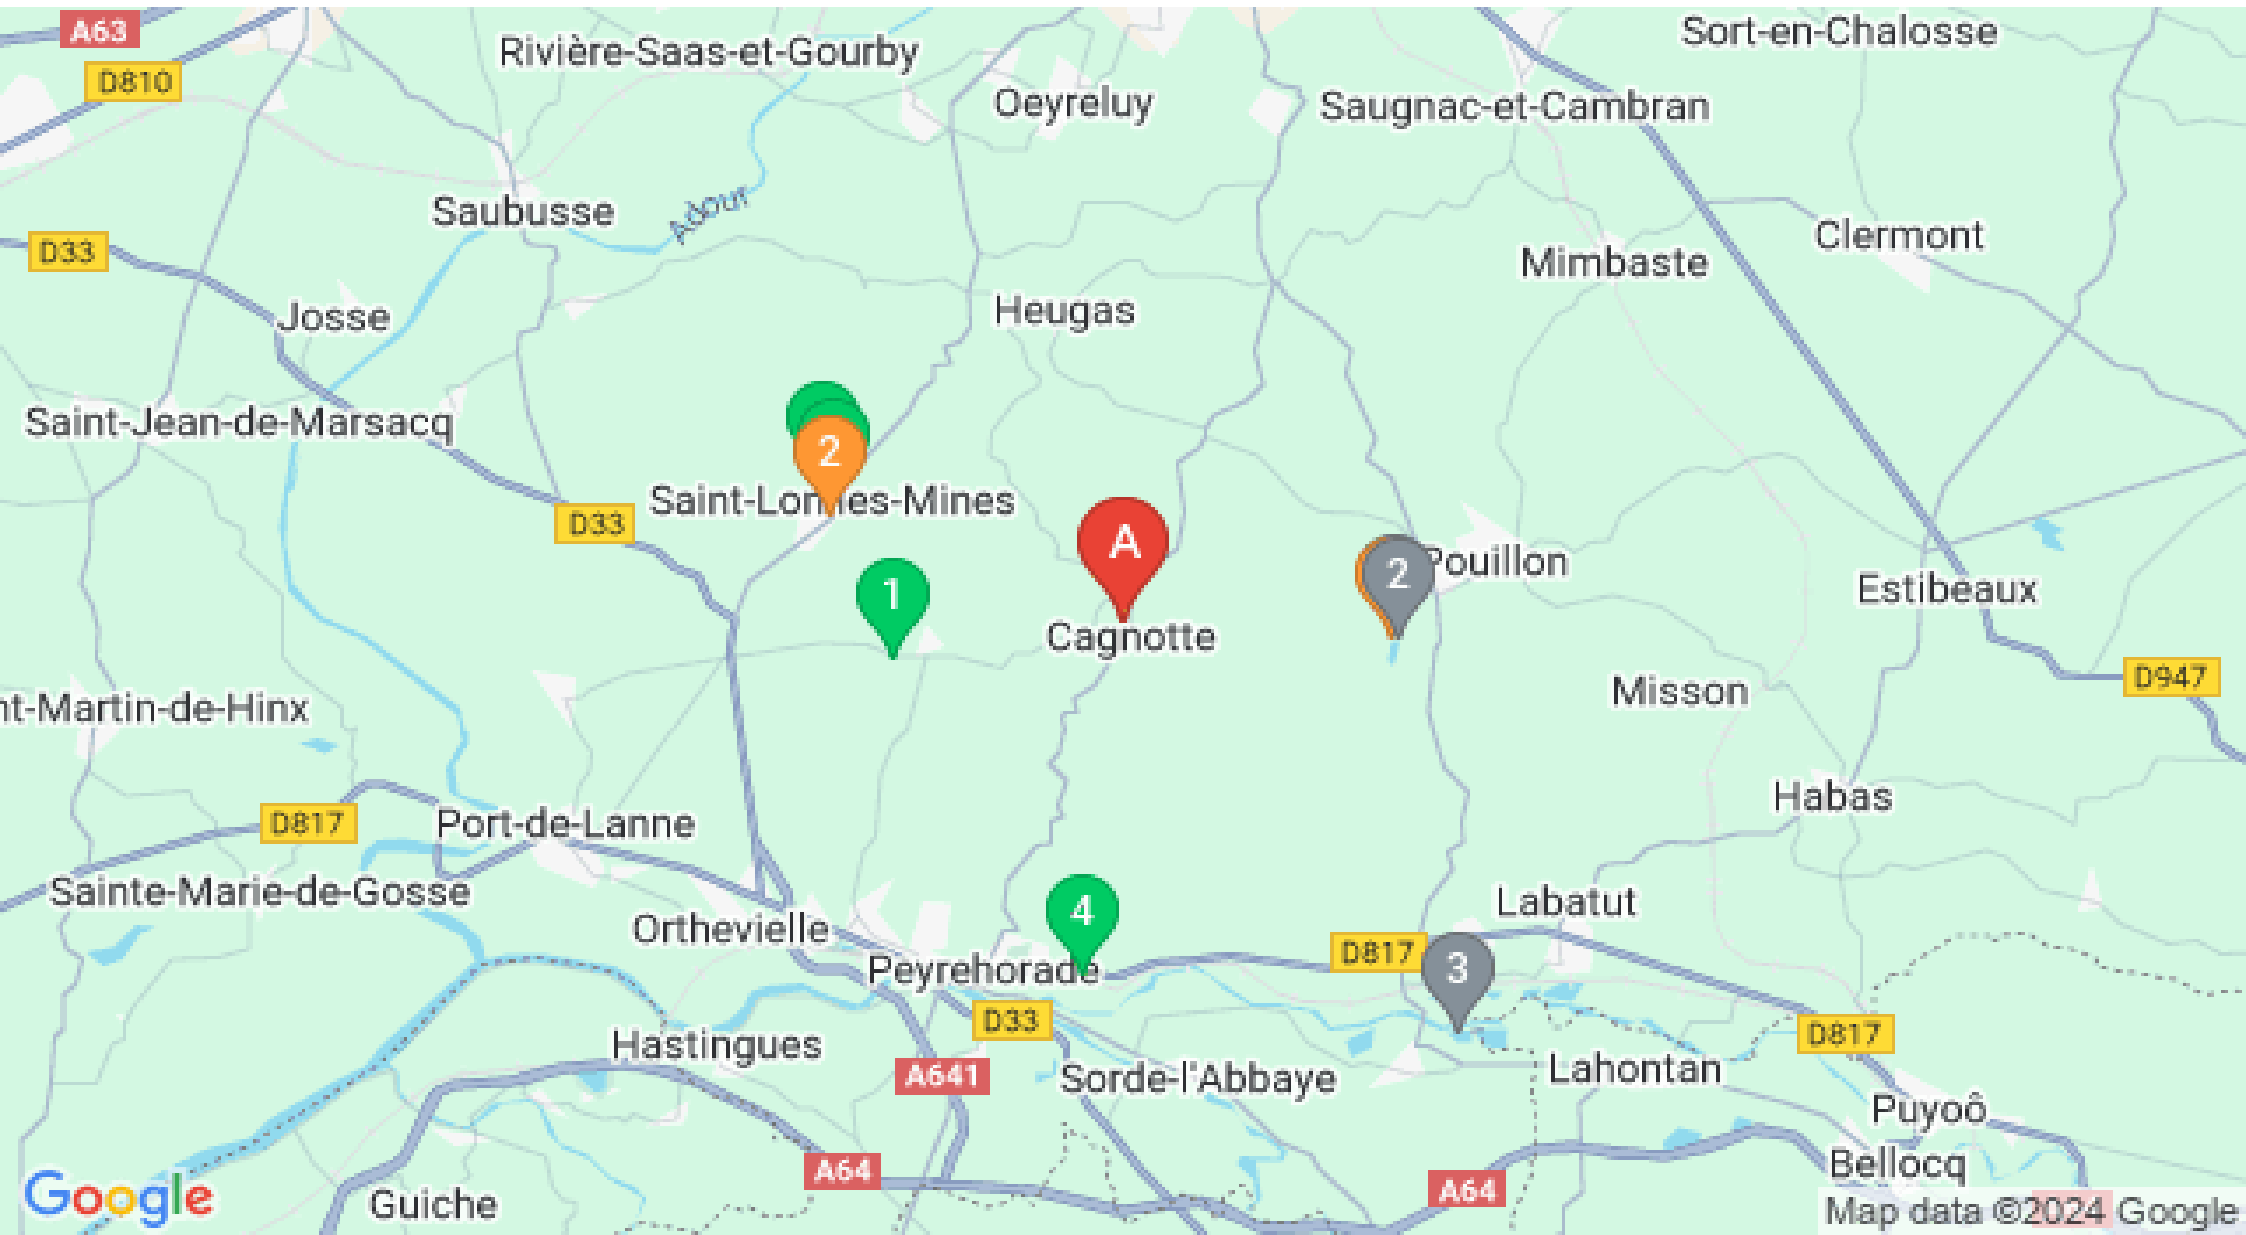 A63
Sort-en-Chalosse
Rivière-Saas-et-Gourby
D810
Oeyreluy
Saugnac-et-Cambran
Adour
Saubusse
Clermont
D33
Mimbaste
Heugas
Josse
Saint-Jean-de-Marsacq
2
Saint-Lon-les-Mines
D33
A
2
Pouillon
1
Estibeaux
Cagnotte
D947
Misson
nt-Martin-de-Hinx
Habas
D817
Port-de-Lanne
Sainte-Marie-de-Gosse
Labatut
4
Orthevielle
D817
3
Peyrehorade
D33
D817
Hastingues
Lahontan
A641
Sorde-l'Abbaye
Puyoô
Bellocq
A64
A64
Google
Guiche
Map data ©2024 Google